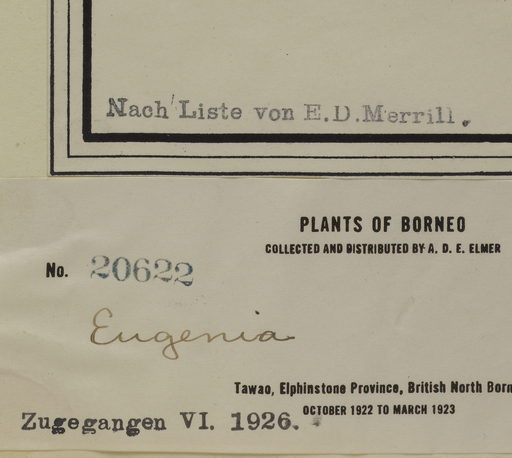 Nach Liste von E.D.Merrill.
PLANTS OF BORNEO
COLLECTED AND DISTRIBUTED BY A. D. E. ELMER
No. 20622
Eugenia
Tawao, Elphinstone Province, British North Born
OCTOBER 1922 TO MARCH 1923
Zugegangen VI. 1926.